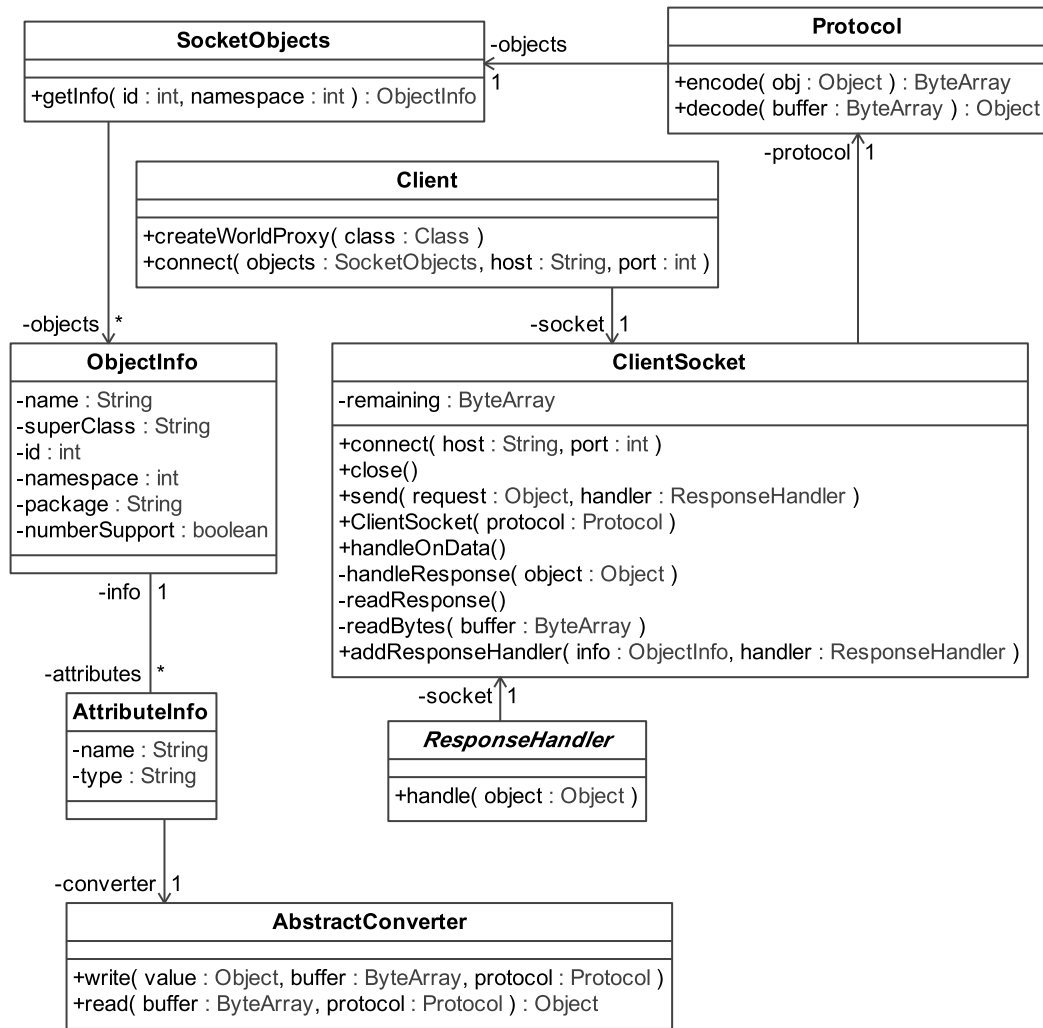 SocketObjects
+getInfo( id : int, namespace : int ) : ObjectInfo
-objects
1
Protocol
+encode( obj : Object ) : ByteArray
+decode( buffer : ByteArray ) : Object
-protocol 1
Client
+createWorldProxy( class : Class )
+connect( objects : SocketObjects, host : String, port : int )
-objects *
-socket 1
ObjectInfo
-name : String
-superClass : String
-id : int
-namespace : int
-package : String
-numberSupport : boolean
ClientSocket
-remaining : ByteArray
+connect( host : String, port : int )
+close()
+send( request : Object, handler : ResponseHandler )
+ClientSocket( protocol : Protocol )
+handleOnData()
-handleResponse( object : Object )
-readResponse()
-readBytes( buffer : ByteArray )
+addResponseHandler( info : ObjectInfo, handler : ResponseHandler )
-info 1
-attributes *
AttributeInfo
-name : String
-type : String
-socket 1
ResponseHandler
+handle( object : Object )
-converter 1
AbstractConverter
+write( value : Object, buffer : ByteArray, protocol : Protocol )
+read( buffer : ByteArray, protocol : Protocol ) : Object